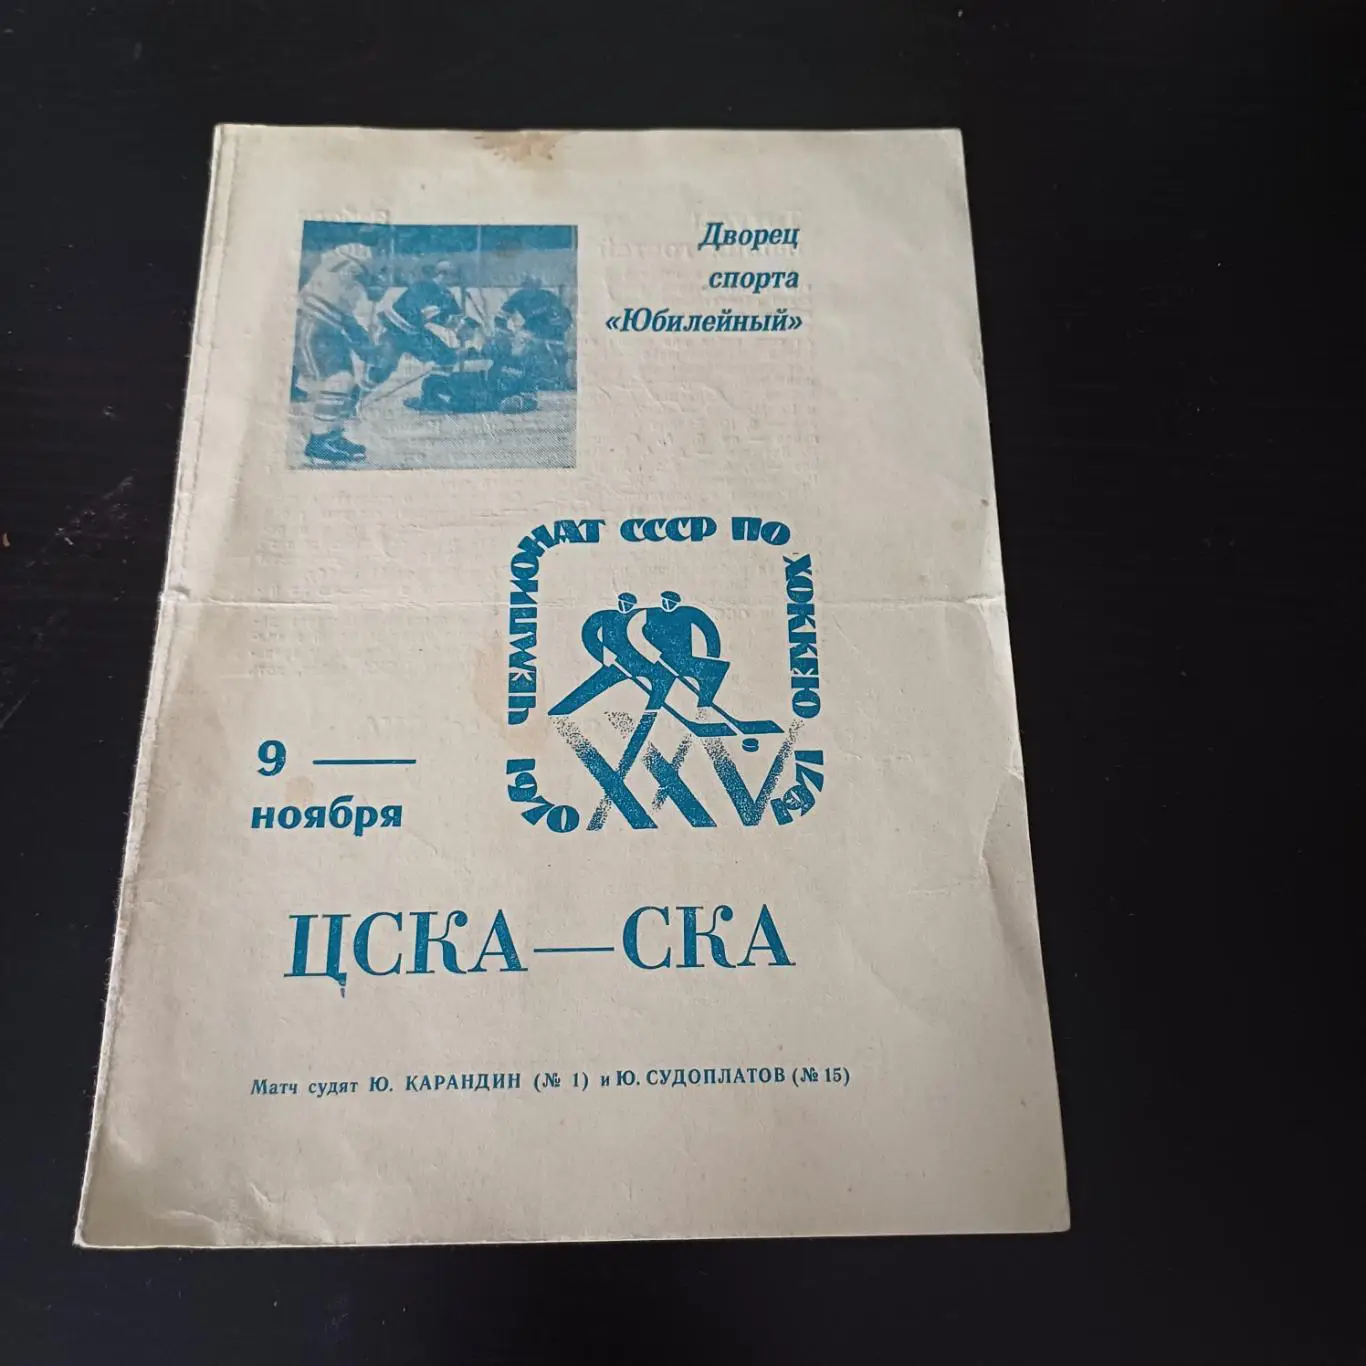 Дворец
спорта
«Юбилейный»
ЧЕМПИОНАТ СССР ПО ХОККЕЮ
1970 XXV 1971
9 —
ноября
ЦСКА—СКА
Матч судят Ю. КАРАНДИН (№ 1) и Ю. СУДОПЛАТОВ (№ 15)